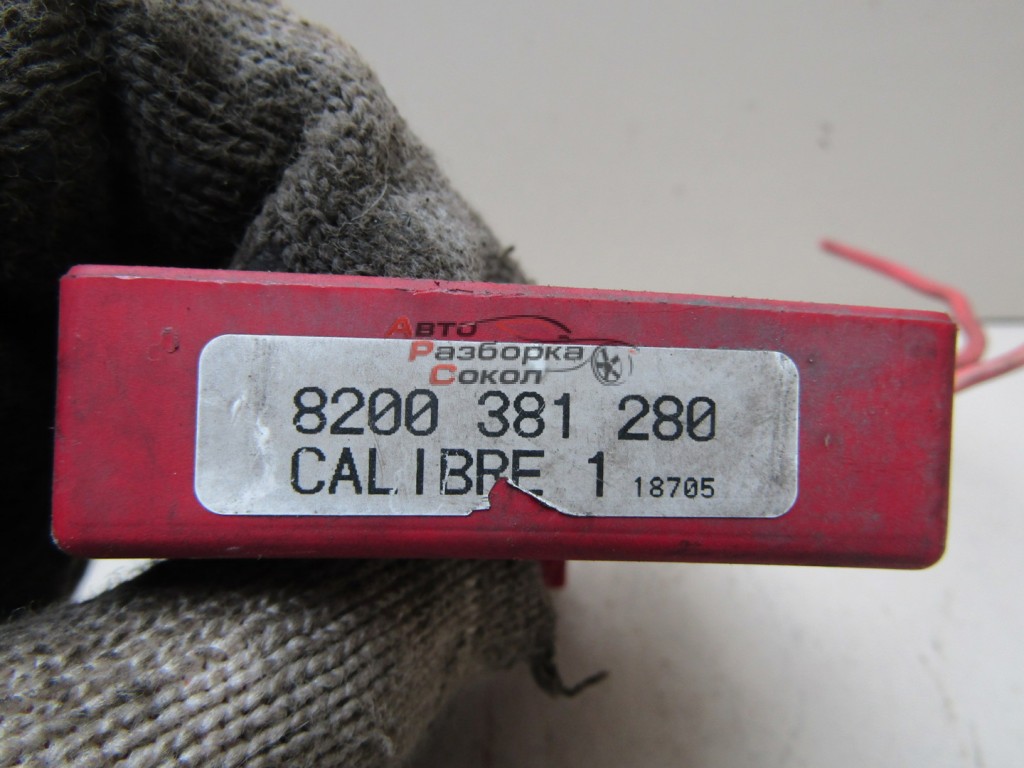 Авто
Разборка
Сокол
8200 381 280
CALIBRE 1 18705